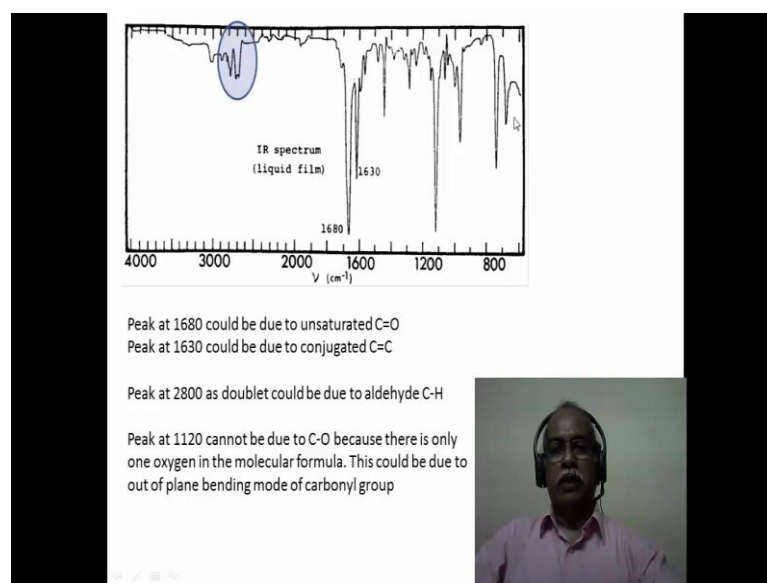 IR spectrum
(liquid film)
1630
1680
4000 3000 2000 1600 1200 800
ν (cm⁻¹)
Peak at 1680 could be due to unsaturated C=O
Peak at 1630 could be due to conjugated C=C
Peak at 2800 as doublet could be due to aldehyde C-H
Peak at 1120 cannot be due to C-O because there is only
one oxygen in the molecular formula. This could be due to
out of plane bending mode of carbonyl group